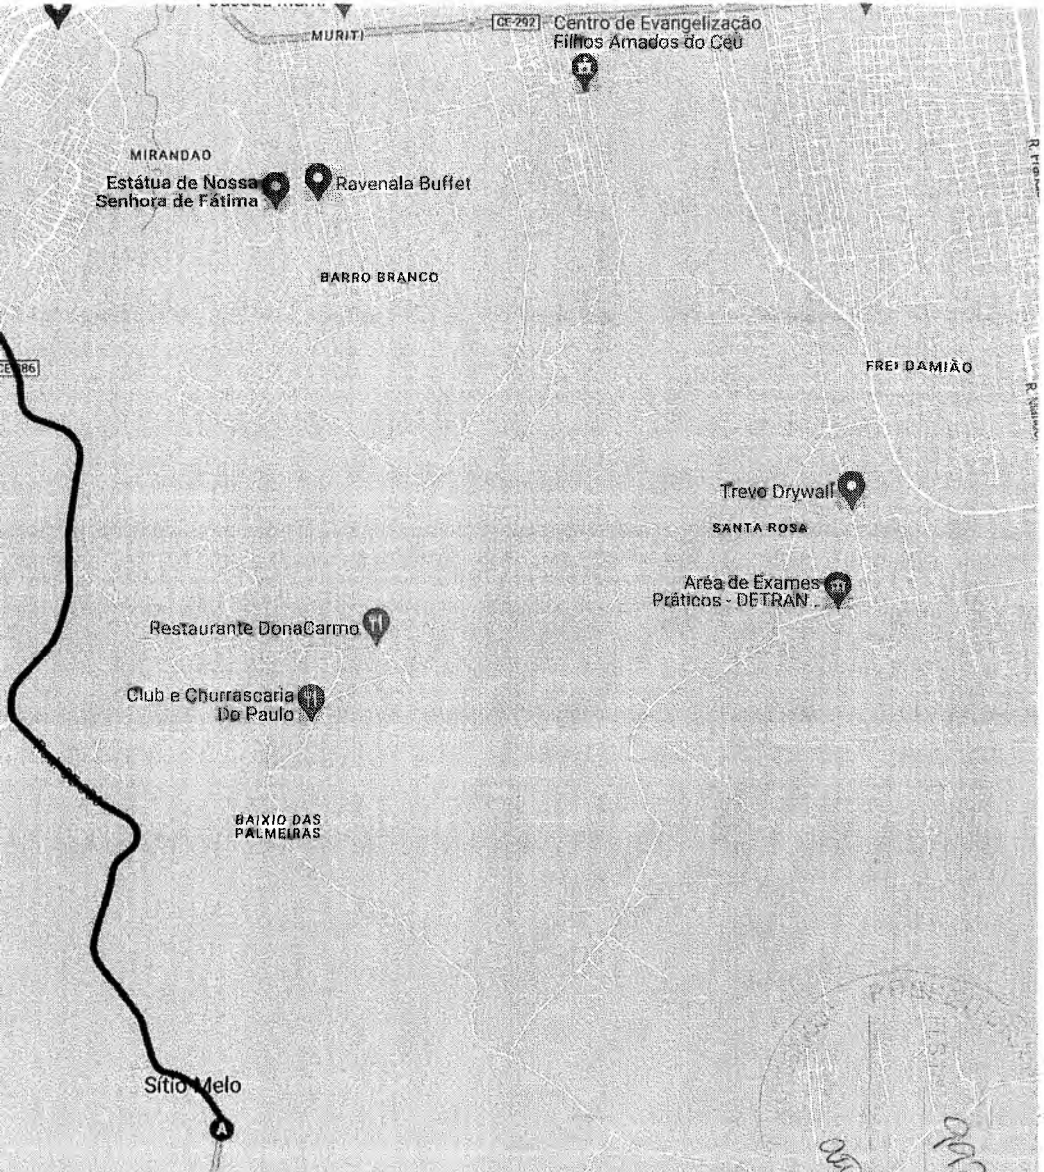 MURITI
CE-292
Centro de Evangelização
Filhos Amados do Céu
MIRANDAO
Estátua de Nossa
Senhora de Fátima
Ravenala Buffet
BARRO BRANCO
FREI DAMIÃO
Trevo Drywall
SANTA ROSA
Aréa de Exames
Práticos - DETRAN...
Restaurante DonaCarmo
Club e Churrascaria
Do Paulo
BAIXIO DAS
PALMEIRAS
Sítio Melo
A